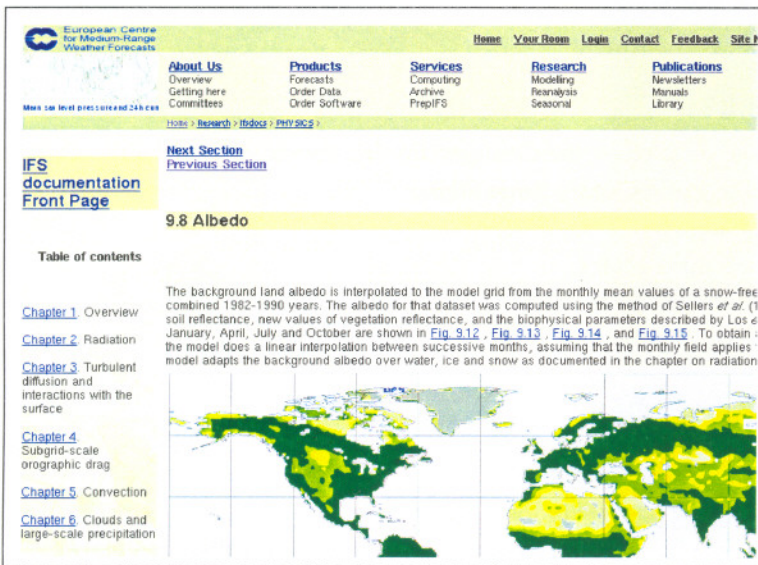 European Centre
for Medium-Range
Weather Forecasts
Home Your Room Login Contact Feedback Site
About Us Products Services Research Publications
Overview Forecasts Computing Modelling Newsletters
Getting here Order Data Archive Reanalysis Manuals
Committees Order Software PrepIFS Seasonal Library
Mean sea level pressure and 24h
Home > Research > Ifsdocs > PHYSICS >
Next Section
Previous Section
IFS
documentation
Front Page
9.8 Albedo
Table of contents
The background land albedo is interpolated to the model grid from the monthly mean values of a snow-free
combined 1982-1990 years. The albedo for that dataset was computed using the method of Sellers et al. (1
soil reflectance, new values of vegetation reflectance, and the biophysical parameters described by Los
January, April, July and October are shown in Fig. 9.12 , Fig. 9.13 , Fig. 9.14 , and Fig. 9.15 . To obtain
the model does a linear interpolation between successive months, assuming that the monthly field applies
model adapts the background albedo over water, ice and snow as documented in the chapter on radiation
Chapter 1. Overview
Chapter 2. Radiation
Chapter 3. Turbulent
diffusion and
interactions with the
surface
Chapter 4.
Subgrid-scale
orographic drag
Chapter 5. Convection
Chapter 6. Clouds and
large-scale precipitation